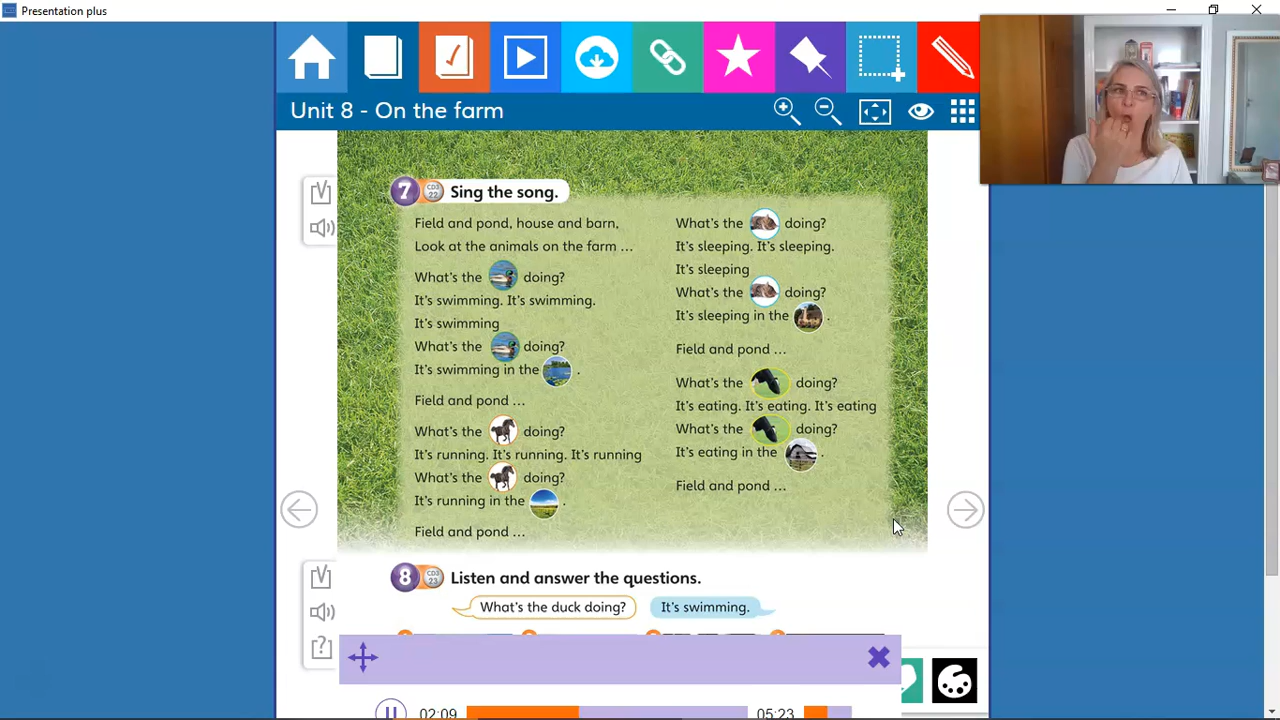 Presentation plus
Unit 8 - On the farm
7 CD3 22 Sing the song.
Field and pond, house and barn,
Look at the animals on the farm ...
What's the doing?
It's swimming. It's swimming.
It's swimming
What's the doing?
It's swimming in the .
Field and pond ...
What's the doing?
It's running. It's running. It's running
What's the doing?
It's running in the .
Field and pond ...
What's the doing?
It's sleeping. It's sleeping.
It's sleeping
What's the doing?
It's sleeping in the .
Field and pond ...
What's the doing?
It's eating. It's eating. It's eating
What's the doing?
It's eating in the .
Field and pond ...
8 CD3 23 Listen and answer the questions.
What's the duck doing?
It's swimming.
02:09 05:23